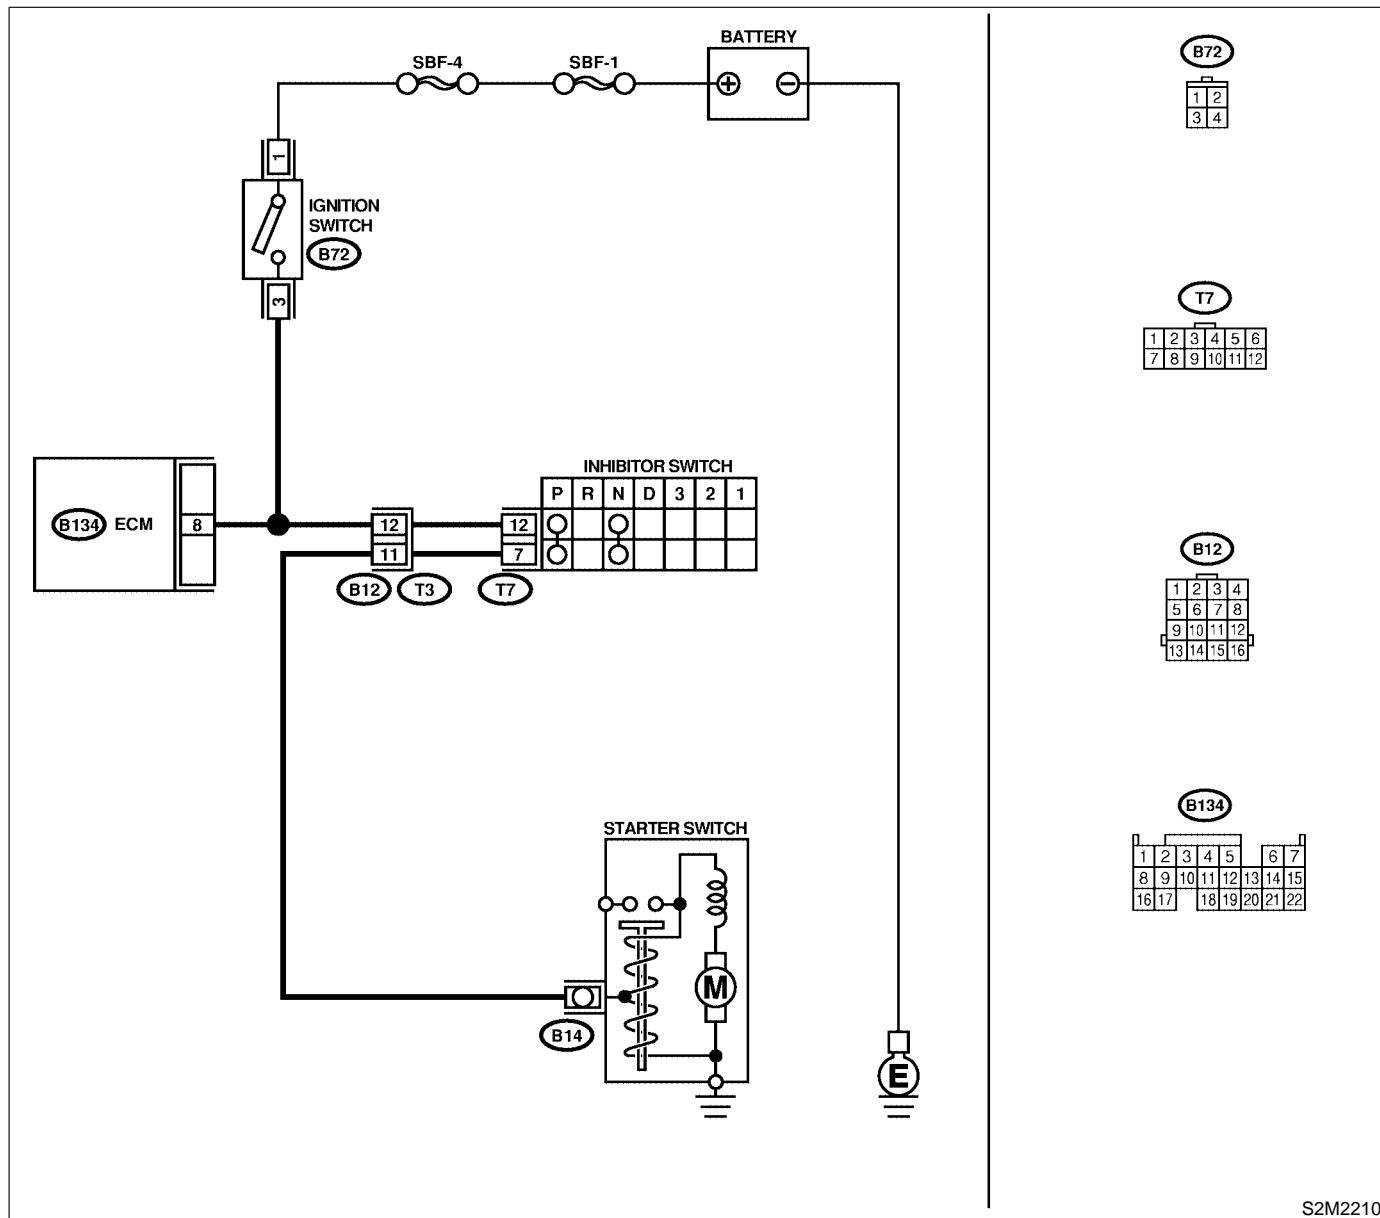 BATTERY
SBF-4
SBF-1
+
−
1
IGNITION
SWITCH
B72
3
INHIBITOR SWITCH
P R N D 3 2 1
B134 ECM 8
12
12
11
7
B12
T3
T7
STARTER SWITCH
M
B14
E
B72
1 2
3 4
T7
1 2 3 4 5 6
7 8 9 10 11 12
B12
1 2 3 4
5 6 7 8
9 10 11 12
13 14 15 16
B134
1 2 3 4 5 6 7
8 9 10 11 12 13 14 15
16 17 18 19 20 21 22
S2M2210